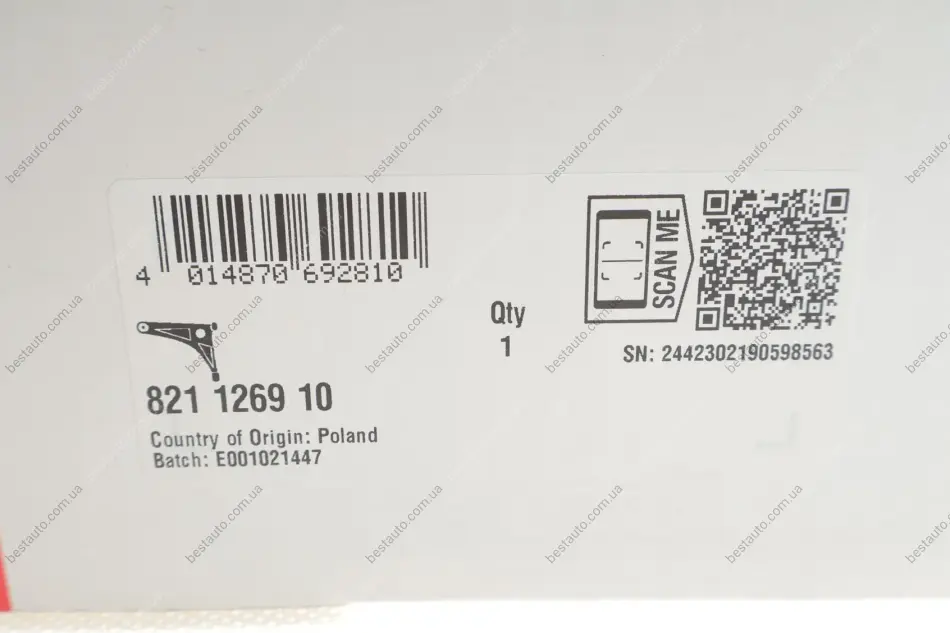 4 014870 692810
SCAN ME
Qty
1
SN: 2442302190598563
821 1269 10
Country of Origin: Poland
Batch: E001021447
bestauto.com.ua